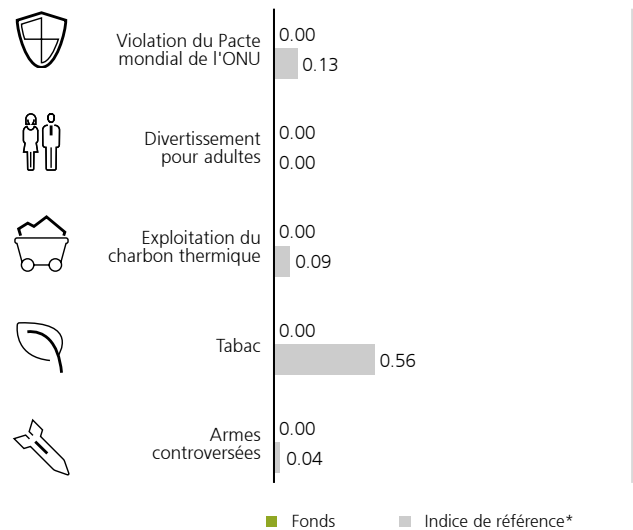 Violation du Pacte
mondial de l'ONU
0.00
0.13
Divertissement
pour adultes
0.00
0.00
Exploitation du
charbon thermique
0.00
0.09
Tabac
0.00
0.56
Armes
controversées
0.00
0.04
Fonds
Indice de référence*